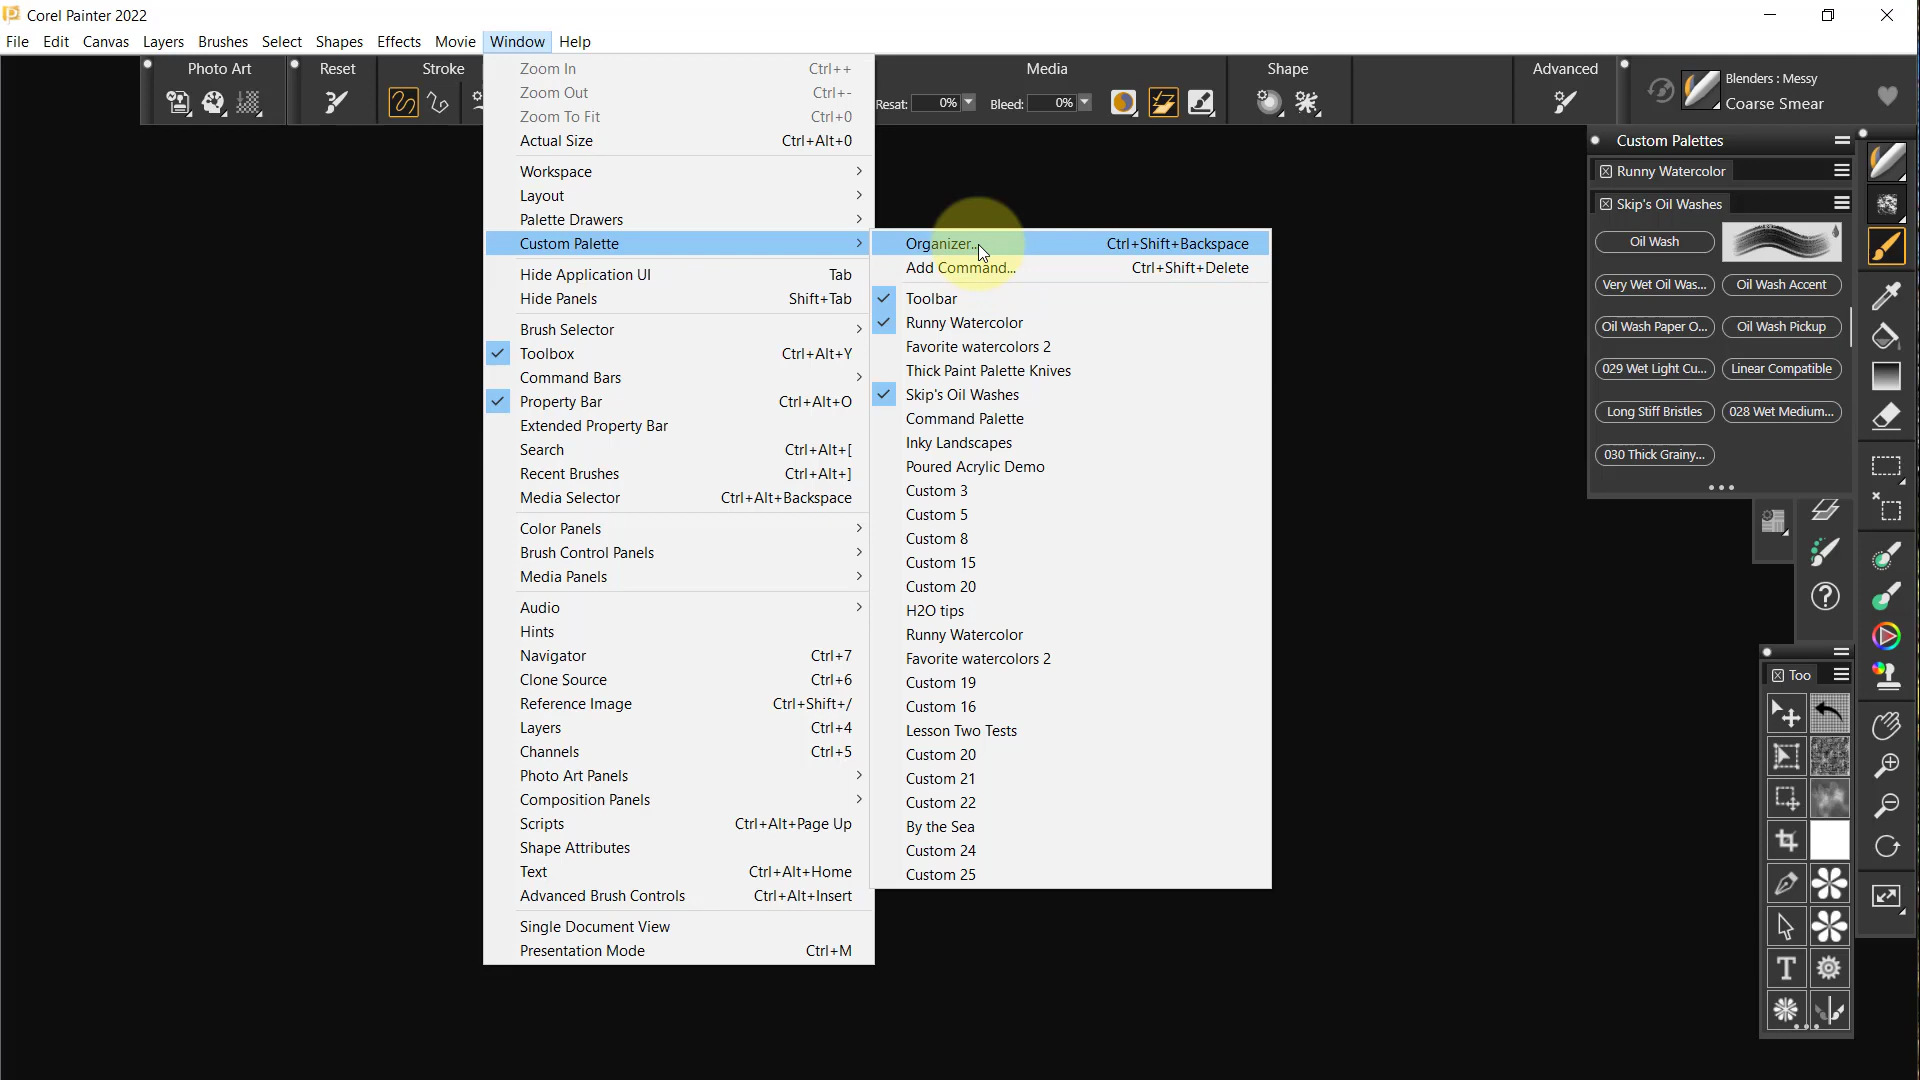 Corel Painter 2022
File Edit Canvas Layers Brushes Select Shapes Effects Movie Window Help
Photo Art Reset Stroke Media Shape Advanced
Resat: 0% Bleed: 0%
Blenders : Messy
Coarse Smear
Zoom In Ctrl++
Zoom Out Ctrl+-
Zoom To Fit Ctrl+0
Actual Size Ctrl+Alt+0
Workspace
Layout
Palette Drawers
Custom Palette
Hide Application UI Tab
Hide Panels Shift+Tab
Brush Selector
Toolbox Ctrl+Alt+Y
Command Bars
Property Bar Ctrl+Alt+O
Extended Property Bar
Search Ctrl+Alt+[
Recent Brushes Ctrl+Alt+]
Media Selector Ctrl+Alt+Backspace
Color Panels
Brush Control Panels
Media Panels
Audio
Hints
Navigator Ctrl+7
Clone Source Ctrl+6
Reference Image Ctrl+Shift+/
Layers Ctrl+4
Channels Ctrl+5
Photo Art Panels
Composition Panels
Scripts Ctrl+Alt+Page Up
Shape Attributes
Text Ctrl+Alt+Home
Advanced Brush Controls Ctrl+Alt+Insert
Single Document View
Presentation Mode Ctrl+M
Organizer... Ctrl+Shift+Backspace
Add Command... Ctrl+Shift+Delete
Toolbar
Runny Watercolor
Favorite watercolors 2
Thick Paint Palette Knives
Skip's Oil Washes
Command Palette
Inky Landscapes
Poured Acrylic Demo
Custom 3
Custom 5
Custom 8
Custom 15
Custom 20
H2O tips
Runny Watercolor
Favorite watercolors 2
Custom 19
Custom 16
Lesson Two Tests
Custom 20
Custom 21
Custom 22
By the Sea
Custom 24
Custom 25
Custom Palettes
Runny Watercolor
Skip's Oil Washes
Oil Wash
Very Wet Oil Was... Oil Wash Accent
Oil Wash Paper O... Oil Wash Pickup
029 Wet Light Cu... Linear Compatible
Long Stiff Bristles 028 Wet Medium...
030 Thick Grainy...
Too
T